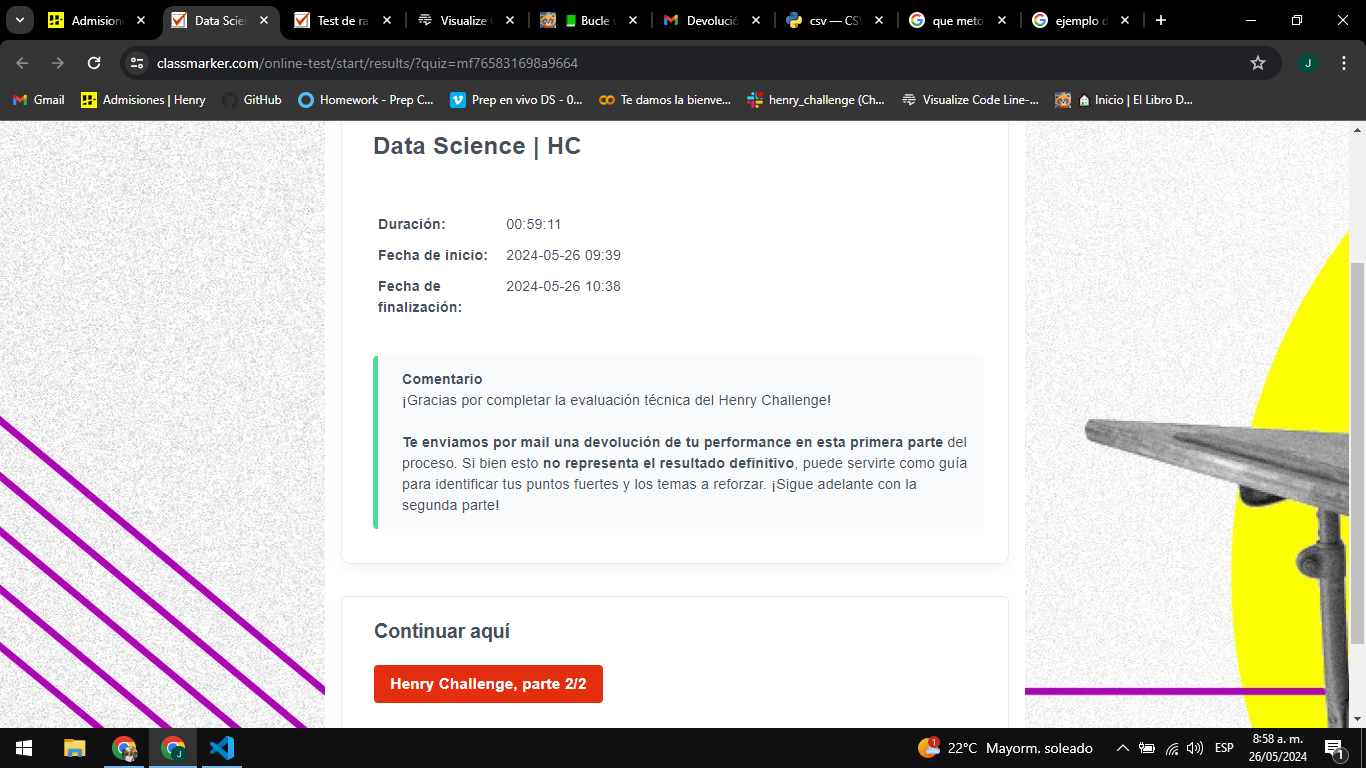 Admision
Data Scien
Test de ra
Visualize C
Bucle w
Devolució
csv — CS
que meto
ejemplo d
classmarker.com/online-test/start/results/?quiz=mf765831698a9664
J
Gmail
Admisiones | Henry
GitHub
Homework - Prep C...
Prep en vivo DS - 0...
Te damos la bienve...
henry_challenge (Ch...
Visualize Code Line-...
Inicio | El Libro D...
Data Science | HC
Duración: 00:59:11
Fecha de inicio: 2024-05-26 09:39
Fecha de 2024-05-26 10:38
finalización:
Comentario
¡Gracias por completar la evaluación técnica del Henry Challenge!
Te enviamos por mail una devolución de tu performance en esta primera parte del
proceso. Si bien esto no representa el resultado definitivo, puede servirte como guía
para identificar tus puntos fuertes y los temas a reforzar. ¡Sigue adelante con la
segunda parte!
Continuar aquí
Henry Challenge, parte 2/2
1
22°C Mayorm. soleado
ESP
8:58 a. m.
26/05/2024
1